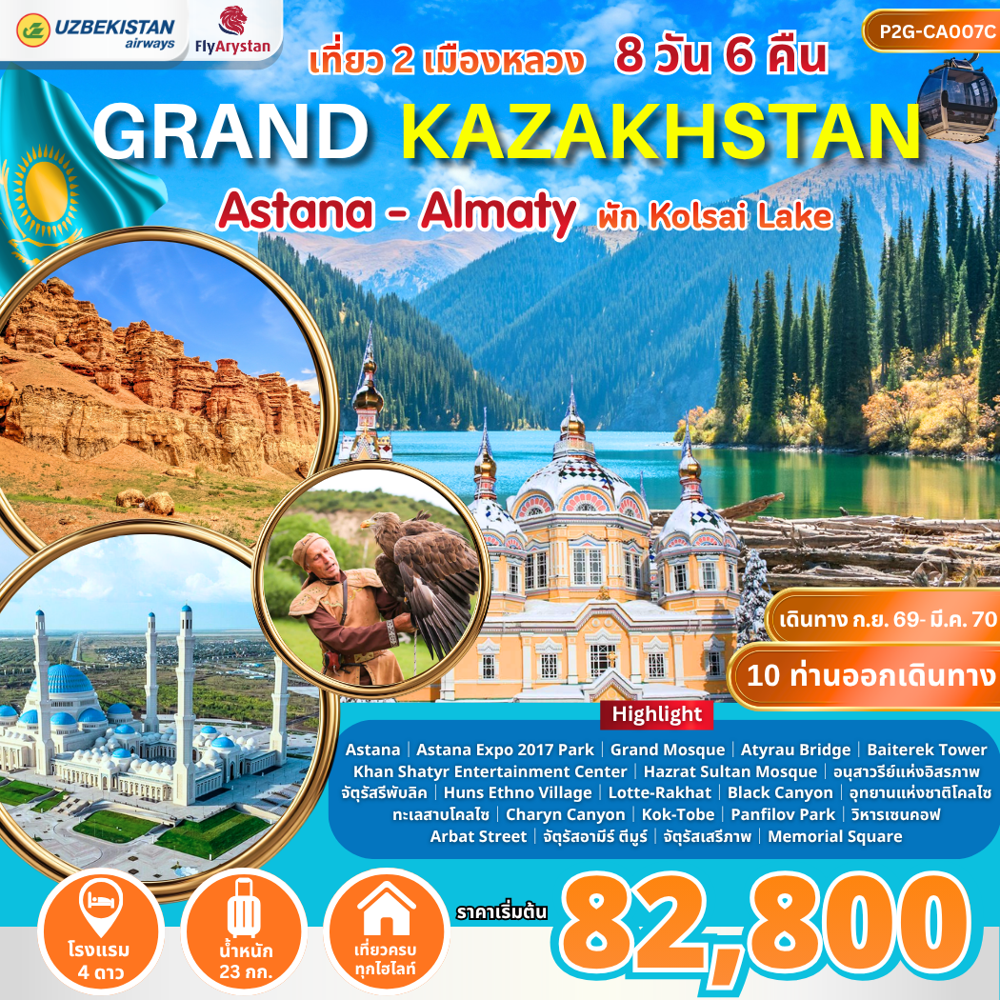 UZBEKISTAN
airways
FlyArystan
P2G-CA007C
เที่ยว 2 เมืองหลวง 8 วัน 6 คืน
GRAND KAZAKHSTAN
Astana - Almaty พัก Kolsai Lake
เดินทาง ก.ย. 69- มี.ค. 70
10 ท่านออกเดินทาง
Highlight
Astana | Astana Expo 2017 Park | Grand Mosque | Atyrau Bridge | Baiterek Tower
Khan Shatyr Entertainment Center | Hazrat Sultan Mosque | อนุสาวรีย์แห่งอิสรภาพ
จัตุรัสรีพับลิค | Huns Ethno Village | Lotte-Rakhat | Black Canyon | อุทยานแห่งชาติโคลไซ
ทะเลสาบโคลไซ | Charyn Canyon | Kok-Tobe | Panfilov Park | วิหารเซนคอฟ
Arbat Street | จัตุรัสอามีร์ ตีมูร์ | จัตุรัสเสรีภาพ | Memorial Square
โรงแรม
4 ดาว
น้ำหนัก
23 กก.
เที่ยวครบ
ทุกไฮไลท์
ราคาเริ่มต้น 82,800